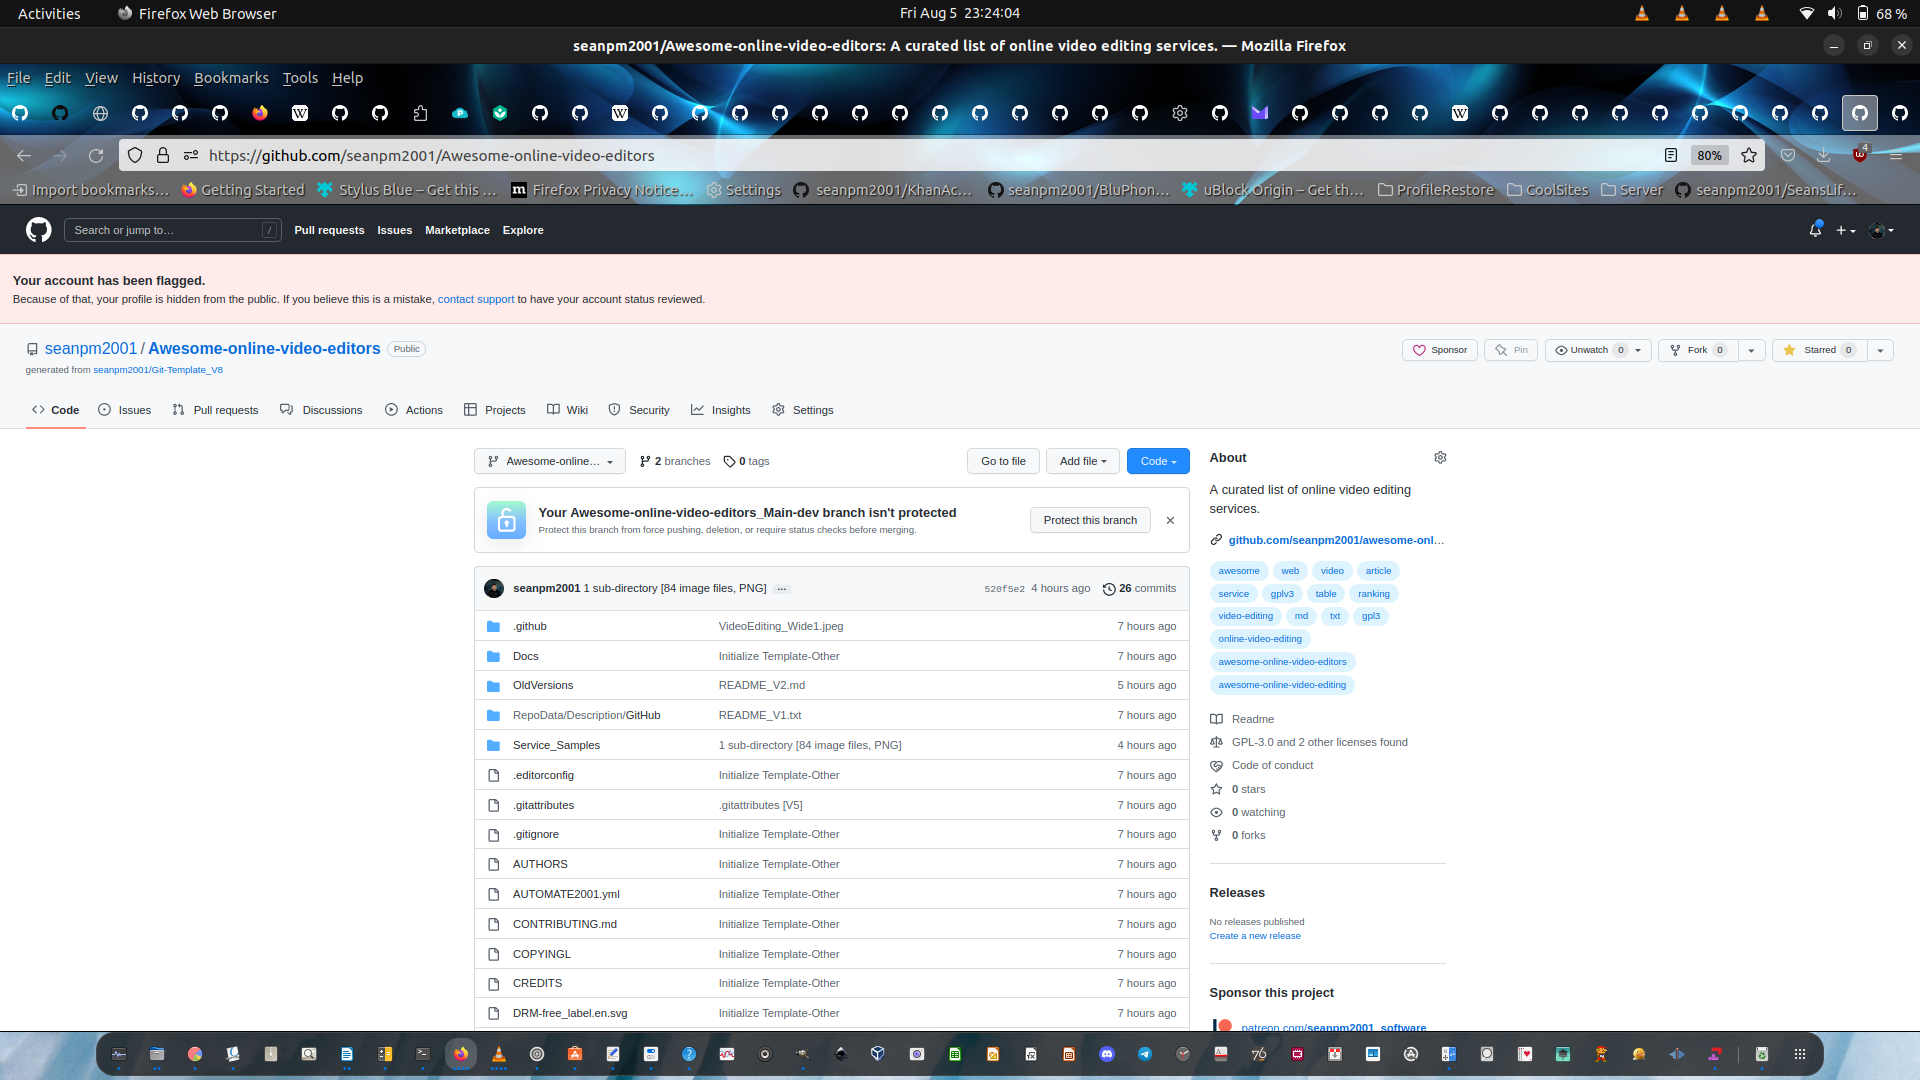 Activities
Firefox Web Browser
Fri Aug 5 23:24:04
68 %
seanpm2001/Awesome-online-video-editors: A curated list of online video editing services. — Mozilla Firefox
File Edit View History Bookmarks Tools Help
https://github.com/seanpm2001/Awesome-online-video-editors
80%
4
Import bookmarks…
Getting Started
Stylus Blue – Get this …
Firefox Privacy Notice…
Settings
seanpm2001/KhanAc…
seanpm2001/BluPhon…
uBlock Origin – Get th…
ProfileRestore
CoolSites
Server
seanpm2001/SeansLif…
Search or jump to…
/
Pull requests Issues Marketplace Explore
Your account has been flagged.
Because of that, your profile is hidden from the public. If you believe this is a mistake, contact support to have your account status reviewed.
seanpm2001 / Awesome-online-video-editors
Public
Sponsor
Pin
Unwatch 0
Fork 0
Starred 0
generated from seanpm2001/Git-Template_V8
Code
Issues
Pull requests
Discussions
Actions
Projects
Wiki
Security
Insights
Settings
Awesome-online…
2 branches
0 tags
Go to file
Add file
Code
Your Awesome-online-video-editors_Main-dev branch isn't protected
Protect this branch from force pushing, deletion, or require status checks before merging.
Protect this branch
seanpm2001 1 sub-directory [84 image files, PNG] …
520f5e2 4 hours ago
26 commits
.github VideoEditing_Wide1.jpeg 7 hours ago
Docs Initialize Template-Other 7 hours ago
OldVersions README_V2.md 5 hours ago
RepoData/Description/GitHub README_V1.txt 7 hours ago
Service_Samples 1 sub-directory [84 image files, PNG] 4 hours ago
.editorconfig Initialize Template-Other 7 hours ago
.gitattributes .gitattributes [V5] 7 hours ago
.gitignore Initialize Template-Other 7 hours ago
AUTHORS Initialize Template-Other 7 hours ago
AUTOMATE2001.yml Initialize Template-Other 7 hours ago
CONTRIBUTING.md Initialize Template-Other 7 hours ago
COPYINGL Initialize Template-Other 7 hours ago
CREDITS Initialize Template-Other 7 hours ago
DRM-free_label.en.svg Initialize Template-Other 7 hours ago
About
A curated list of online video editing
services.
github.com/seanpm2001/awesome-onl…
awesome web video article
service gplv3 table ranking
video-editing md txt gpl3
online-video-editing
awesome-online-video-editors
awesome-online-video-editing
Readme
GPL-3.0 and 2 other licenses found
Code of conduct
0 stars
0 watching
0 forks
Releases
No releases published
Create a new release
Sponsor this project
patreon.com/seanpm2001_software